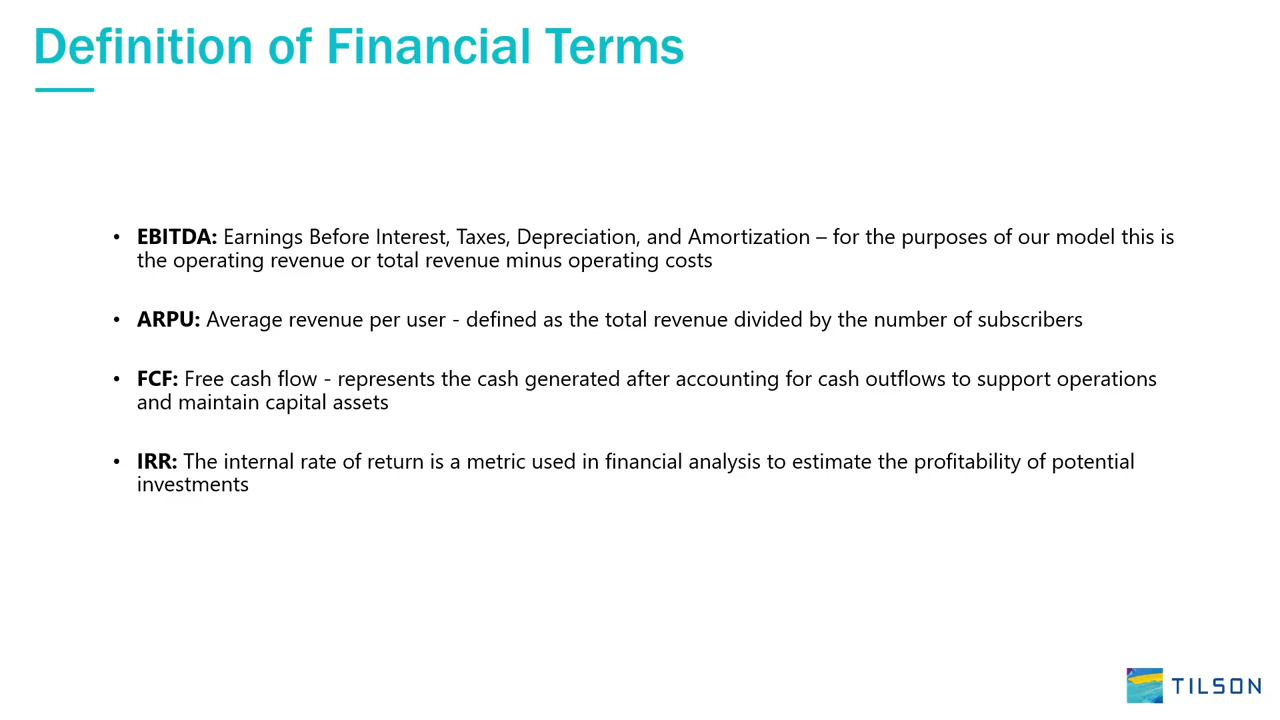 Definition of Financial Terms
• EBITDA: Earnings Before Interest, Taxes, Depreciation, and Amortization – for the purposes of our model this is
the operating revenue or total revenue minus operating costs
• ARPU: Average revenue per user - defined as the total revenue divided by the number of subscribers
• FCF: Free cash flow - represents the cash generated after accounting for cash outflows to support operations
and maintain capital assets
• IRR: The internal rate of return is a metric used in financial analysis to estimate the profitability of potential
investments
TILSON